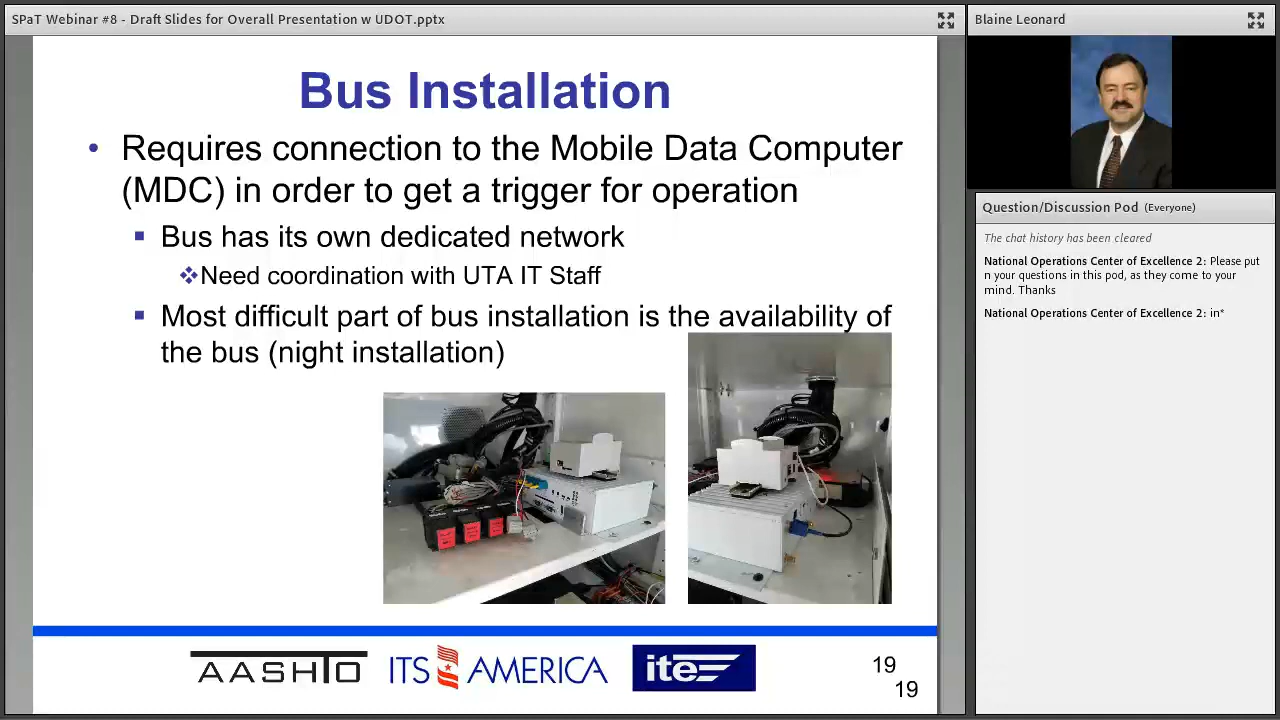 SPaT Webinar #8 - Draft Slides for Overall Presentation w UDOT.pptx
Bus Installation
• Requires connection to the Mobile Data Computer
(MDC) in order to get a trigger for operation
▪ Bus has its own dedicated network
❖Need coordination with UTA IT Staff
▪ Most difficult part of bus installation is the availability of
the bus (night installation)
AASHTO
ITS AMERICA
ite
19
19
Blaine Leonard
Question/Discussion Pod (Everyone)
The chat history has been cleared
National Operations Center of Excellence 2: Please put
n your questions in this pod, as they come to your
mind. Thanks
National Operations Center of Excellence 2: in*